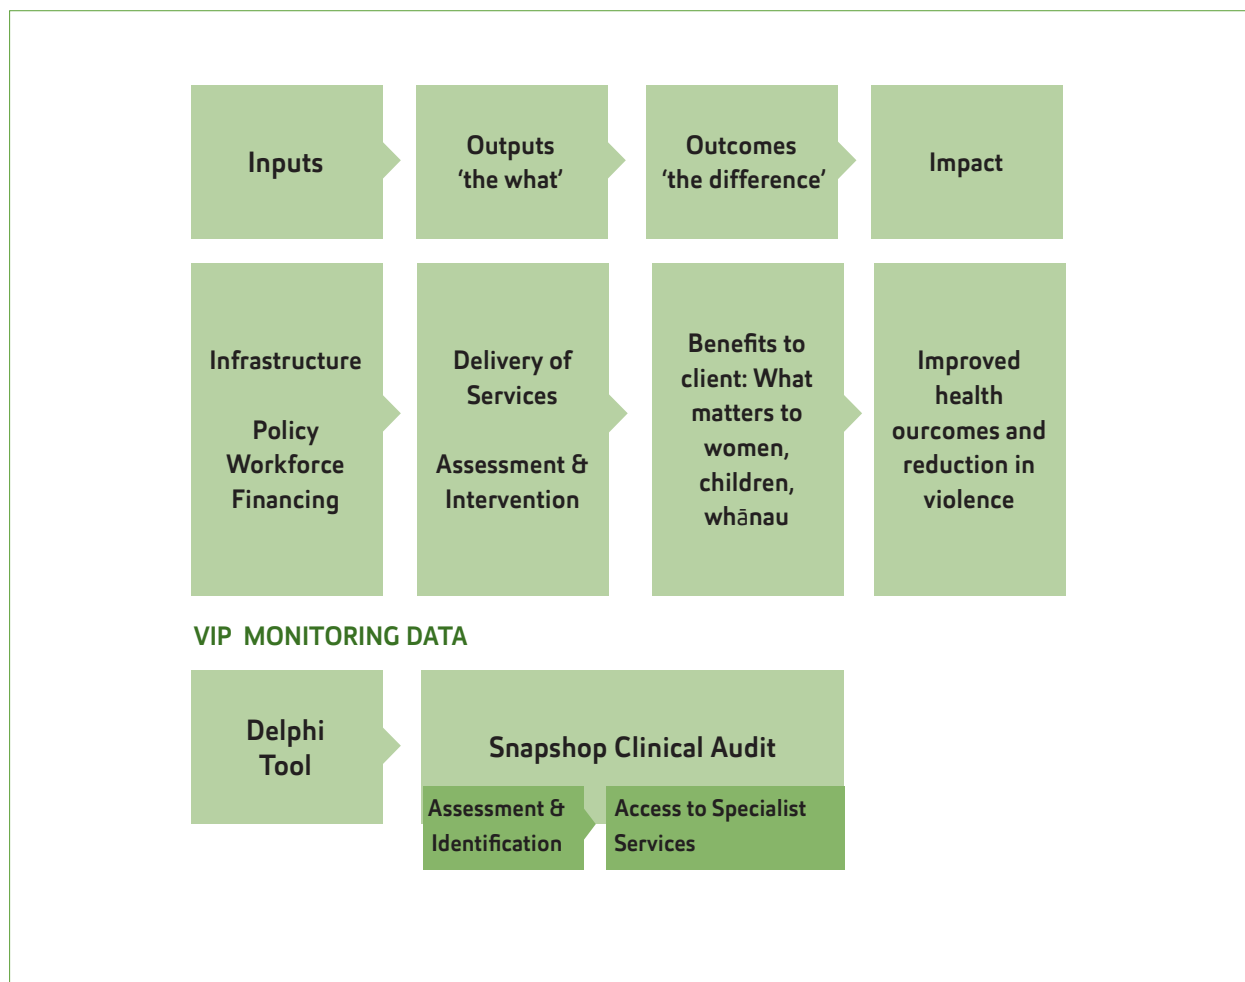 Inputs
Outputs
‘the what’
Outcomes
‘the difference’
Impact
Infrastructure
Policy
Workforce
Financing
Delivery of
Services
Assessment &
Intervention
Benefits to
client: What
matters to
women,
children,
whānau
Improved
health
ourcomes and
reduction in
violence
VIP MONITORING DATA
Delphi
Tool
Snapshop Clinical Audit
Assessment &
Identification
Access to Specialist
Services